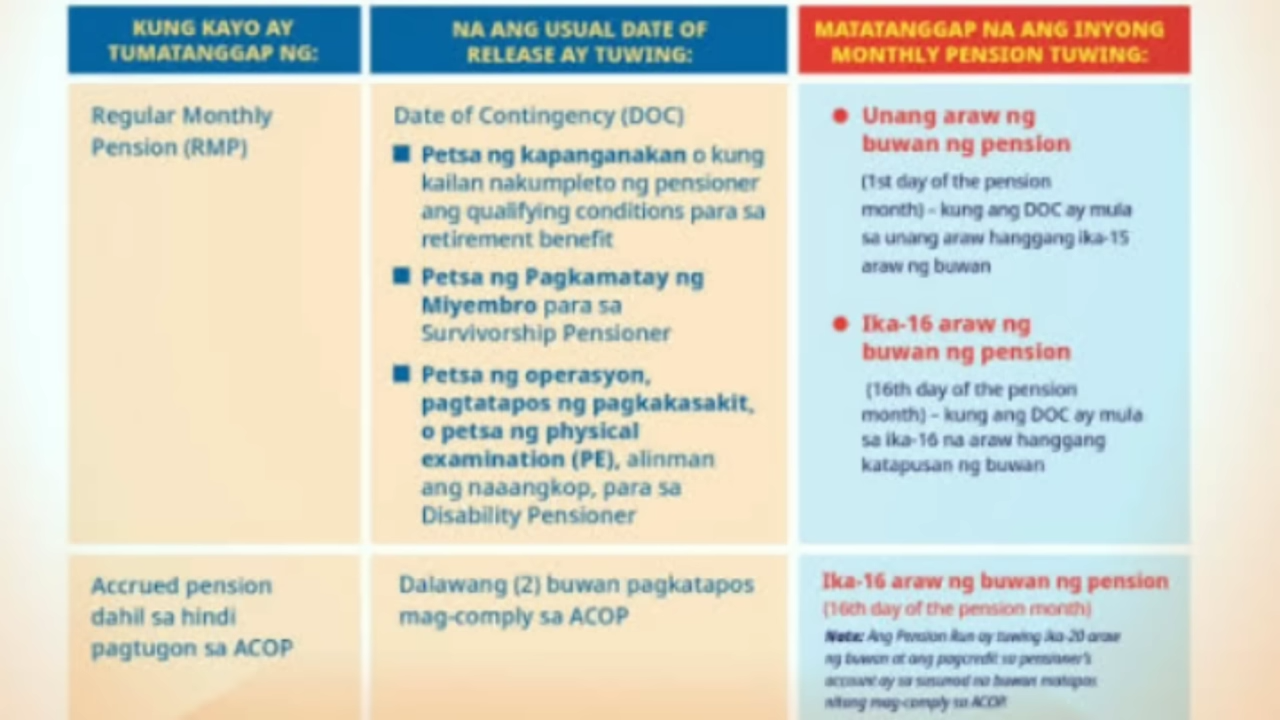 KUNG KAYO AY
TUMATANGGAP NG:
NA ANG USUAL DATE OF
RELEASE AY TUWING:
MATATANGGAP NA ANG INYONG
MONTHLY PENSION TUWING:
Regular Monthly
Pension (RMP)
Date of Contingency (DOC)
■ Petsa ng kapanganakan o kung
kailan nakumpleto ng pensioner
ang qualifying conditions para sa
retirement benefit
■ Petsa ng Pagkamatay ng
Miyembro para sa
Survivorship Pensioner
■ Petsa ng operasyon,
pagtatapos ng pagkakasakit,
o petsa ng physical
examination (PE), alinman
ang naaangkop, para sa
Disability Pensioner
● Unang araw ng
buwan ng pension
(1st day of the pension
month) – kung ang DOC ay mula
sa unang araw hanggang ika-15
araw ng buwan
● Ika-16 araw ng
buwan ng pension
(16th day of the pension
month) – kung ang DOC ay mula
sa ika-16 na araw hanggang
katapusan ng buwan
Accrued pension
dahil sa hindi
pagtugon sa ACOP
Dalawang (2) buwan pagkatapos
mag-comply sa ACOP
Ika-16 araw ng buwan ng pension
(16th day of the pension month)
Note: Ang Pension Run ay tuwing ika-20 araw
ng buwan at ang pagcredit sa pensioner's
account ay sa susunod na buwan matapos
nitong mag-comply sa ACOP.